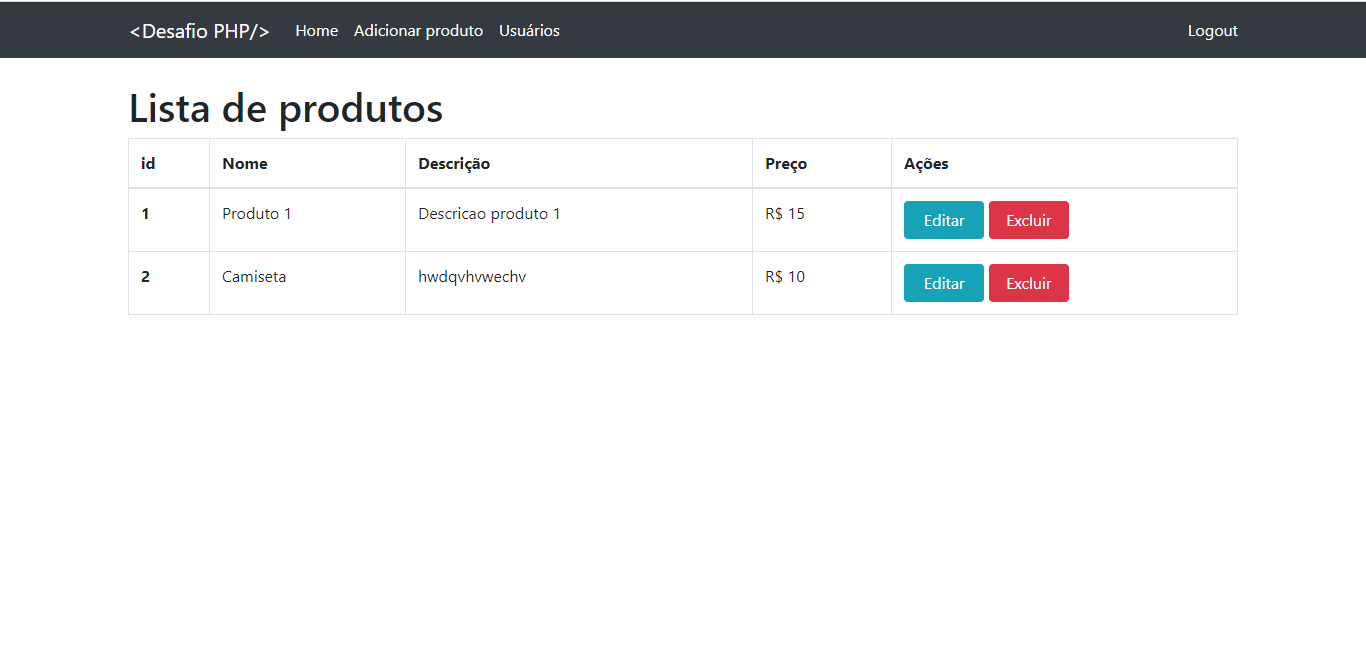 <Desafio PHP/> Home Adicionar produto Usuários Logout
Lista de produtos
id Nome Descrição Preço Ações
1 Produto 1 Descricao produto 1 R$ 15 Editar Excluir
2 Camiseta hwdqvhvwechv R$ 10 Editar Excluir